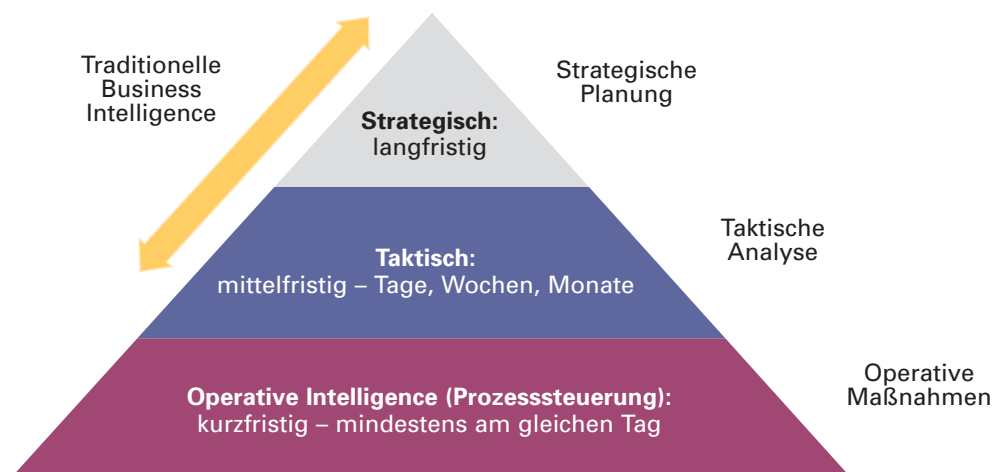 Traditionelle
Business
Intelligence
Strategisch:
langfristig
Strategische
Planung
Taktisch:
mittelfristig – Tage, Wochen, Monate
Taktische
Analyse
Operative Intelligence (Prozesssteuerung):
kurzfristig – mindestens am gleichen Tag
Operative
Maßnahmen